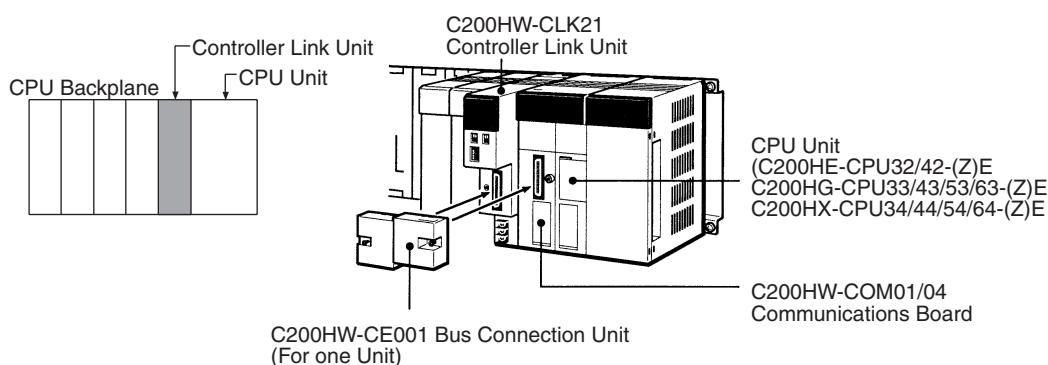 C200HW-CLK21
Controller Link Unit
Controller Link Unit
CPU Unit
CPU Backplane
CPU Unit
(C200HE-CPU32/42-(Z)E
C200HG-CPU33/43/53/63-(Z)E
C200HX-CPU34/44/54/64-(Z)E
C200HW-COM01/04
Communications Board
C200HW-CE001 Bus Connection Unit
(For one Unit)